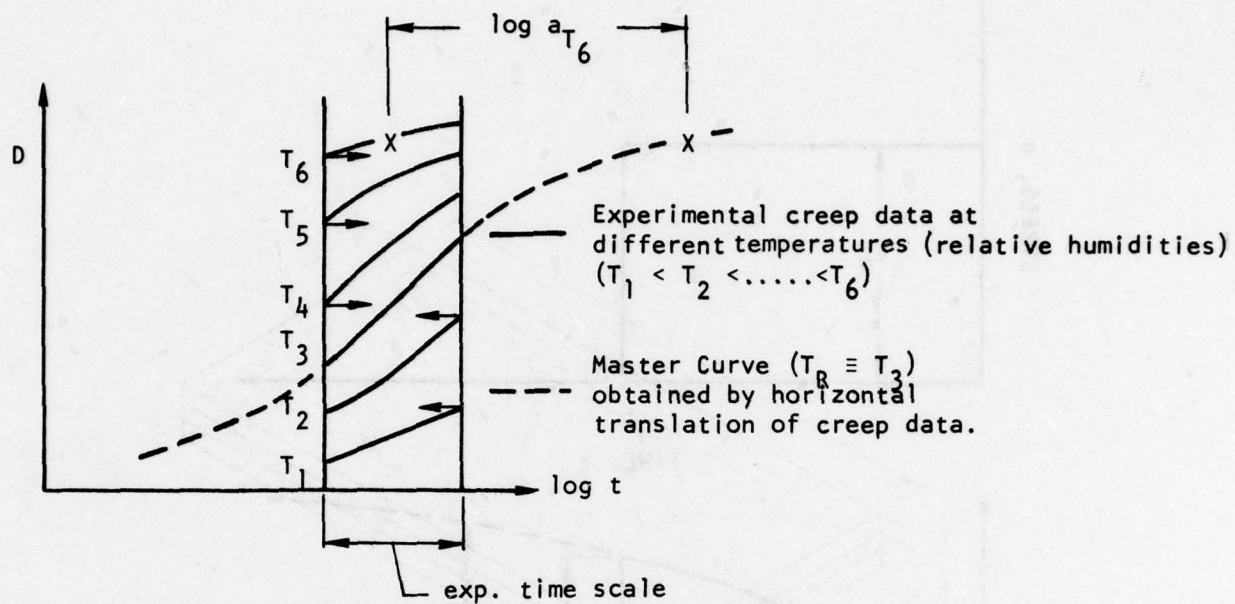 log a_T6
D
T6
T5
T4
T3
T2
T1
Experimental creep data at
different temperatures (relative humidities)
(T1 < T2 <.....<T6)
Master Curve (TR ≡ T3)
obtained by horizontal
translation of creep data.
X
X
log t
exp. time scale